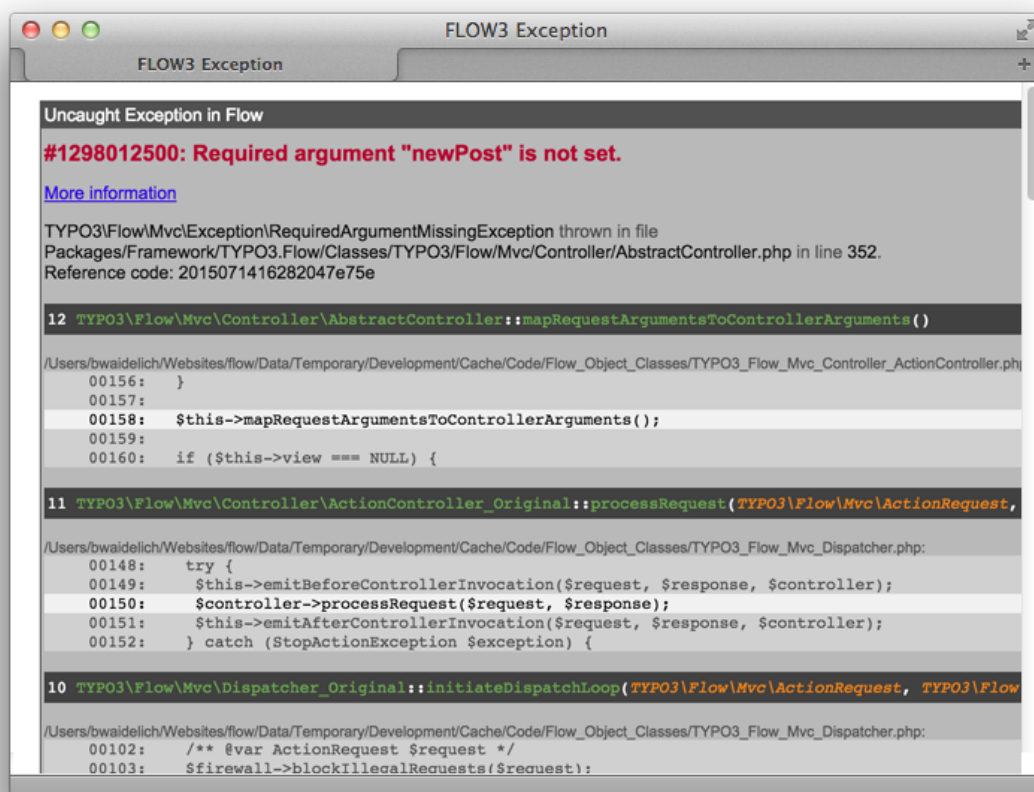 FLOW3 Exception
FLOW3 Exception
Uncaught Exception in Flow
#1298012500: Required argument "newPost" is not set.
More information
TYPO3\Flow\Mvc\Exception\RequiredArgumentMissingException thrown in file
Packages/Framework/TYPO3.Flow/Classes/TYPO3/Flow/Mvc/Controller/AbstractController.php in line 352.
Reference code: 2015071416282047e75e
12 TYPO3\Flow\Mvc\Controller\AbstractController::mapRequestArgumentsToControllerArguments()
/Users/bwaidelich/Websites/flow/Data/Temporary/Development/Cache/Code/Flow_Object_Classes/TYPO3_Flow_Mvc_Controller_ActionController.php
00156: }
00157:
00158: $this->mapRequestArgumentsToControllerArguments();
00159:
00160: if ($this->view === NULL) {
11 TYPO3\Flow\Mvc\Controller\ActionController_Original::processRequest(TYPO3\Flow\Mvc\ActionRequest,
/Users/bwaidelich/Websites/flow/Data/Temporary/Development/Cache/Code/Flow_Object_Classes/TYPO3_Flow_Mvc_Dispatcher.php:
00148: try {
00149: $this->emitBeforeControllerInvocation($request, $response, $controller);
00150: $controller->processRequest($request, $response);
00151: $this->emitAfterControllerInvocation($request, $response, $controller);
00152: } catch (StopActionException $exception) {
10 TYPO3\Flow\Mvc\Dispatcher_Original::initiateDispatchLoop(TYPO3\Flow\Mvc\ActionRequest, TYPO3\Flow
/Users/bwaidelich/Websites/flow/Data/Temporary/Development/Cache/Code/Flow_Object_Classes/TYPO3_Flow_Mvc_Dispatcher.php:
00102: /** @var ActionRequest $request */
00103: $firewall->blockIllegalRequests($request);